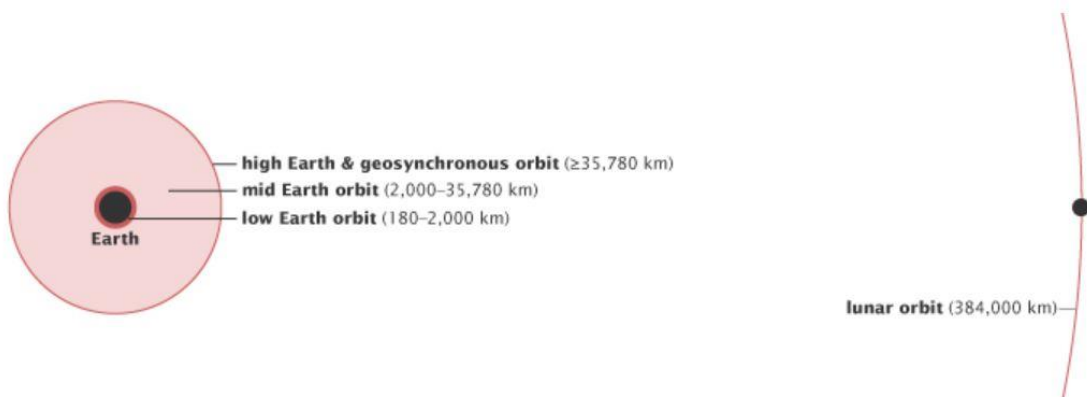 high Earth & geosynchronous orbit (≥35,780 km)
mid Earth orbit (2,000–35,780 km)
low Earth orbit (180–2,000 km)
Earth
lunar orbit (384,000 km)